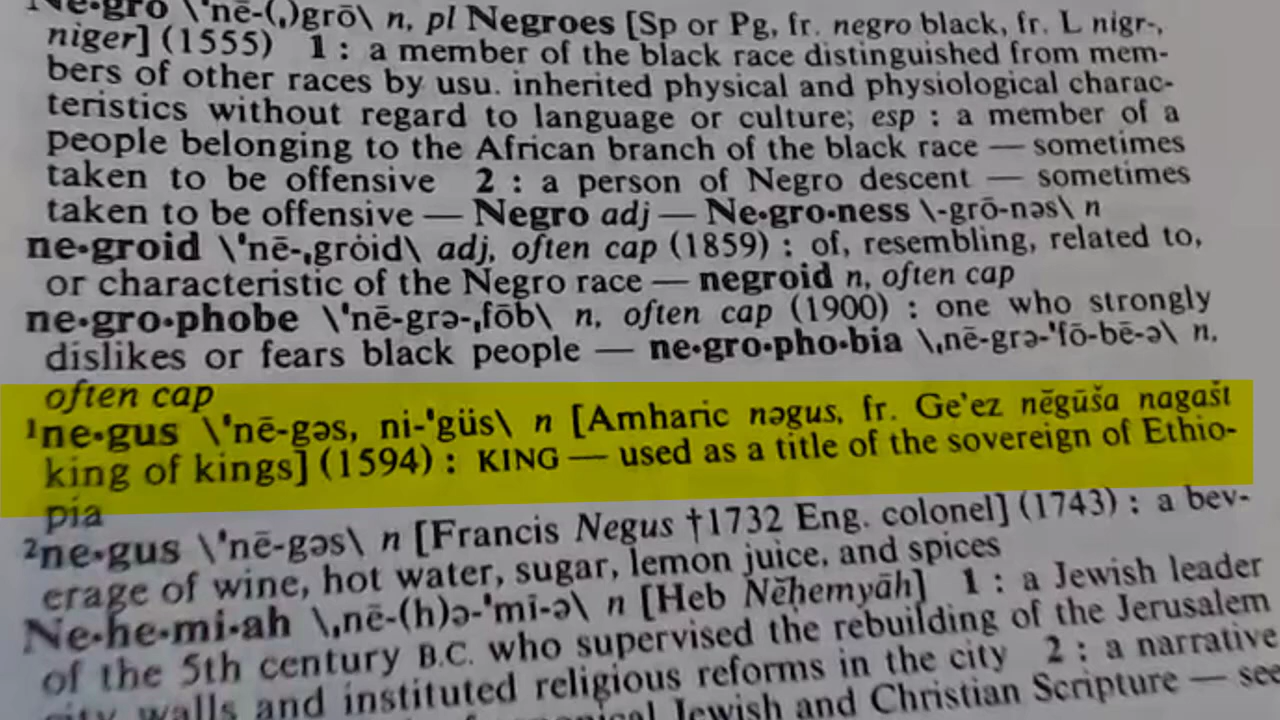 Ne•gro \ˈnē-(ˌ)grō\ n, pl Negroes [Sp or Pg, fr. negro black, fr. L nigr-,
niger] (1555) 1 : a member of the black race distinguished from mem-
bers of other races by usu. inherited physical and physiological charac-
teristics without regard to language or culture; esp : a member of a
people belonging to the African branch of the black race — sometimes
taken to be offensive 2 : a person of Negro descent — sometimes
taken to be offensive — Negro adj — Ne•gro•ness \-grō-nəs\ n
ne•groid \ˈnē-ˌgrȯid\ adj, often cap (1859) : of, resembling, related to,
or characteristic of the Negro race — negroid n, often cap
ne•gro•phobe \ˈnē-grə-ˌfōb\ n, often cap (1900) : one who strongly
dislikes or fears black people — ne•gro•pho•bia \ˌnē-grə-ˈfō-bē-ə\ n,
often cap
¹ne•gus \ˈnē-gəs, ni-ˈgüs\ n [Amharic nəgus, fr. Ge'ez nĕgūša nagašt
king of kings] (1594) : KING — used as a title of the sovereign of Ethio-
pia
²ne•gus \ˈnē-gəs\ n [Francis Negus †1732 Eng. colonel] (1743) : a bev-
erage of wine, hot water, sugar, lemon juice, and spices
Ne•he•mi•ah \ˌnē-(h)ə-ˈmī-ə\ n [Heb Nĕḥemyāh] 1 : a Jewish leader
of the 5th century B.C. who supervised the rebuilding of the Jerusalem
city walls and instituted religious reforms in the city 2 : a narrative
Jewish and Christian Scripture — see